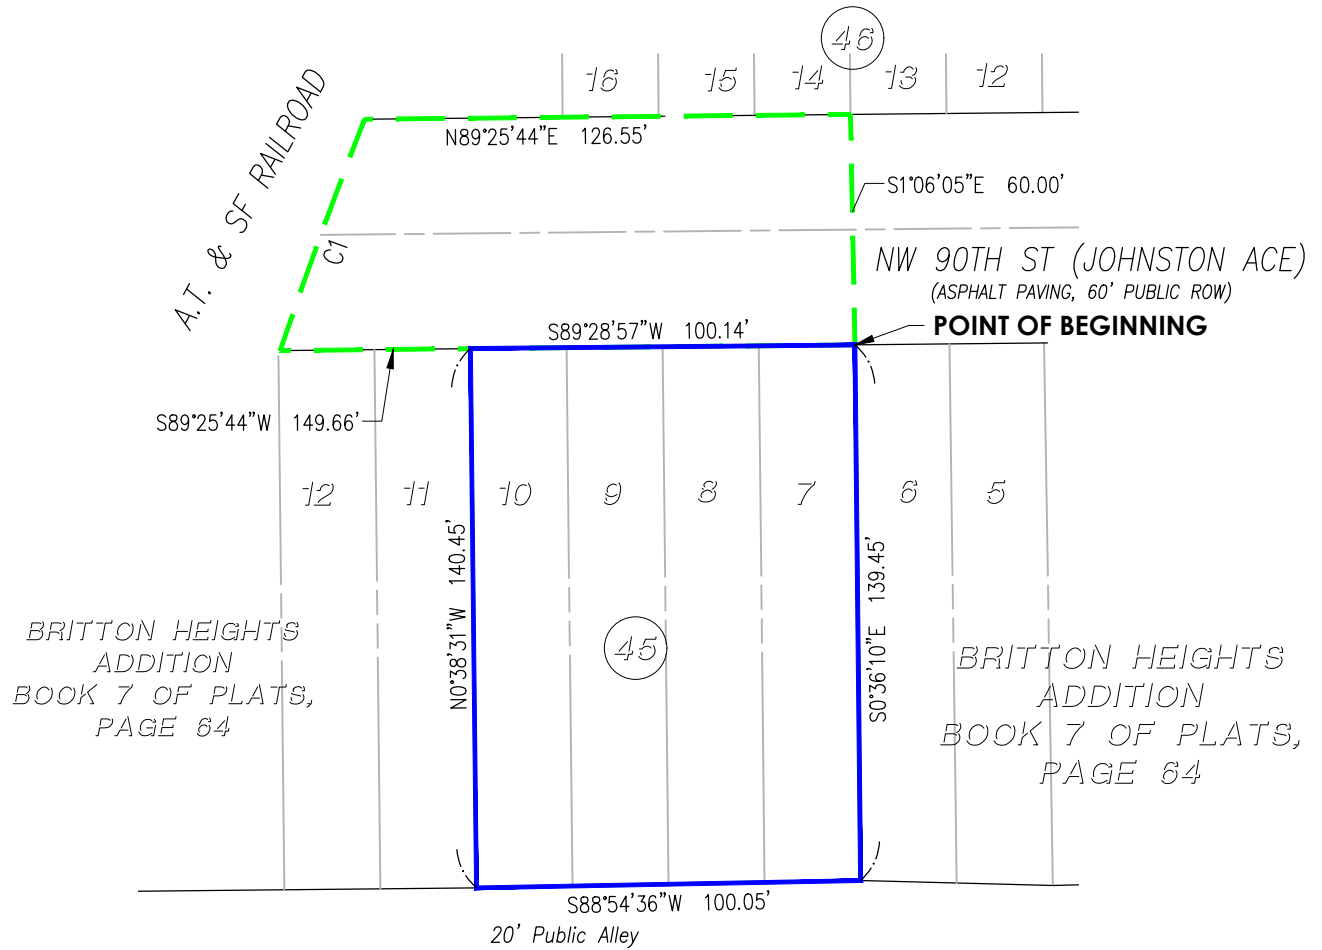 46
16
15
14
13
12
A.T. & SF RAILROAD
N89°25'44"E 126.55'
S1°06'05"E 60.00'
C1
NW 90TH ST (JOHNSTON ACE)
(ASPHALT PAVING, 60' PUBLIC ROW)
POINT OF BEGINNING
S89°28'57"W 100.14'
S89°25'44"W 149.66'
12
11
10
9
8
7
6
5
N0°38'31"W 140.45'
S0°36'10"E 139.45'
45
BRITTON HEIGHTS
ADDITION
BOOK 7 OF PLATS,
PAGE 64
BRITTON HEIGHTS
ADDITION
BOOK 7 OF PLATS,
PAGE 64
S88°54'36"W 100.05'
20' Public Alley